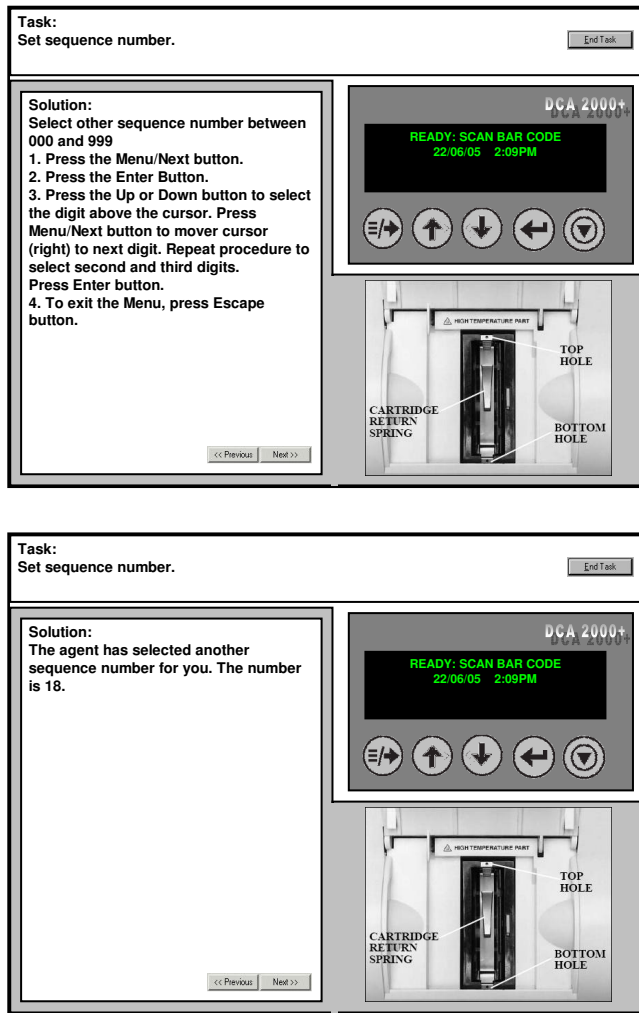 Task:
Set sequence number.
End Task
Solution:
Select other sequence number between
000 and 999
1. Press the Menu/Next button.
2. Press the Enter Button.
3. Press the Up or Down button to select
the digit above the cursor. Press
Menu/Next button to mover cursor
(right) to next digit. Repeat procedure to
select second and third digits.
Press Enter button.
4. To exit the Menu, press Escape
button.
<< Previous
Next >>
DCA 2000+
READY: SCAN BAR CODE
22/06/05 2:09PM
HIGH TEMPERATURE PART
TOP
HOLE
CARTRIDGE
RETURN
SPRING
BOTTOM
HOLE
Task:
Set sequence number.
End Task
Solution:
The agent has selected another
sequence number for you. The number
is 18.
<< Previous
Next >>
DCA 2000+
READY: SCAN BAR CODE
22/06/05 2:09PM
HIGH TEMPERATURE PART
TOP
HOLE
CARTRIDGE
RETURN
SPRING
BOTTOM
HOLE